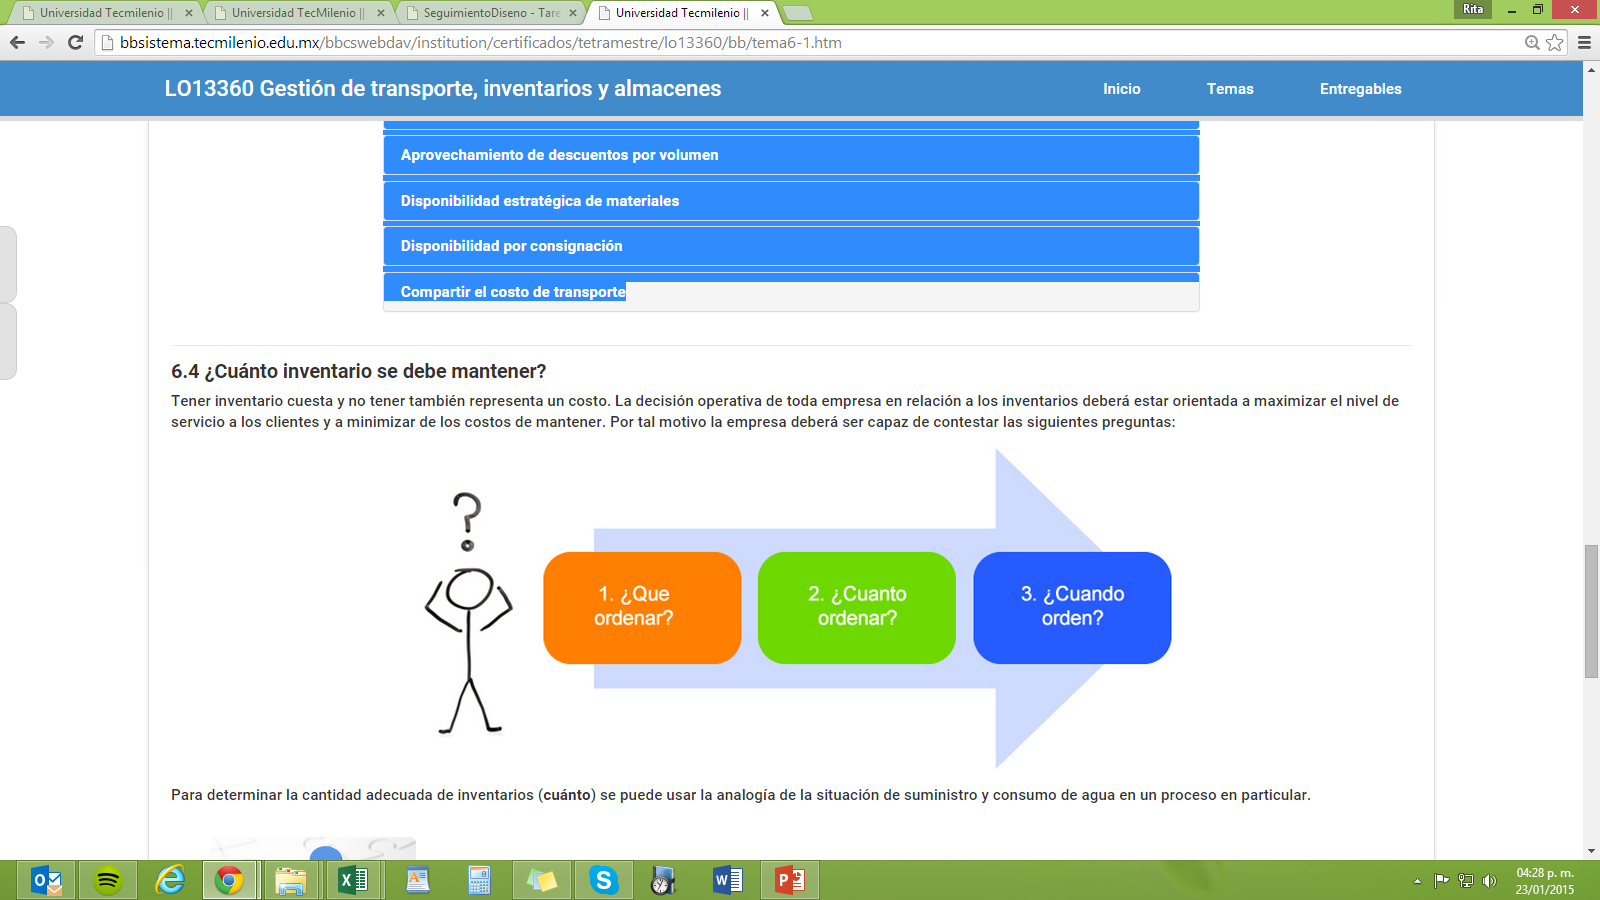 Universidad Tecmilenio ||
Universidad TecMilenio ||
SeguimientoDiseno - Tare
Universidad Tecmilenio ||
Rita
bbsistema.tecmilenio.edu.mx/bbcswebdav/institution/certificados/tetramestre/lo13360/bb/tema6-1.htm
LO13360 Gestión de transporte, inventarios y almacenes
Inicio
Temas
Entregables
Aprovechamiento de descuentos por volumen
Disponibilidad estratégica de materiales
Disponibilidad por consignación
Compartir el costo de transporte
6.4 ¿Cuánto inventario se debe mantener?
Tener inventario cuesta y no tener también representa un costo. La decisión operativa de toda empresa en relación a los inventarios deberá estar orientada a maximizar el nivel de
servicio a los clientes y a minimizar de los costos de mantener. Por tal motivo la empresa deberá ser capaz de contestar las siguientes preguntas:
?
1. ¿Que
ordenar?
2. ¿Cuanto
ordenar?
3. ¿Cuando
orden?
Para determinar la cantidad adecuada de inventarios (cuánto) se puede usar la analogía de la situación de suministro y consumo de agua en un proceso en particular.
04:28 p. m.
23/01/2015